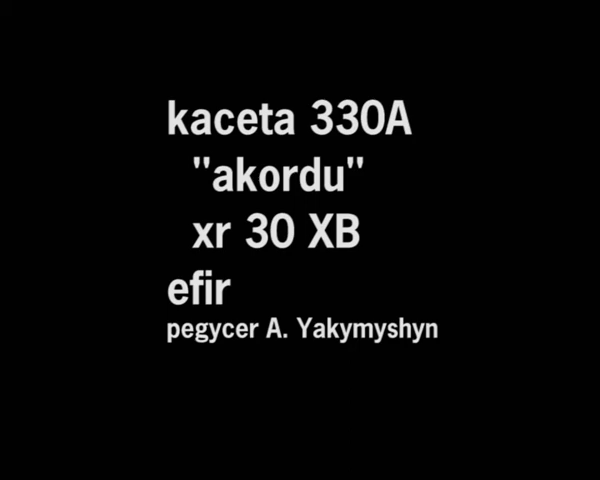 kaceta 330A
"akordu"
xr 30 XB
efir
pegycer A. Yakymyshyn